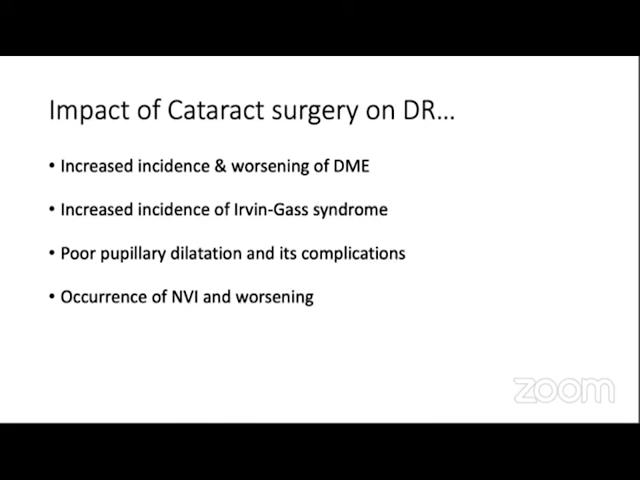 Impact of Cataract surgery on DR...
• Increased incidence & worsening of DME
• Increased incidence of Irvin-Gass syndrome
• Poor pupillary dilatation and its complications
• Occurrence of NVI and worsening
zoom